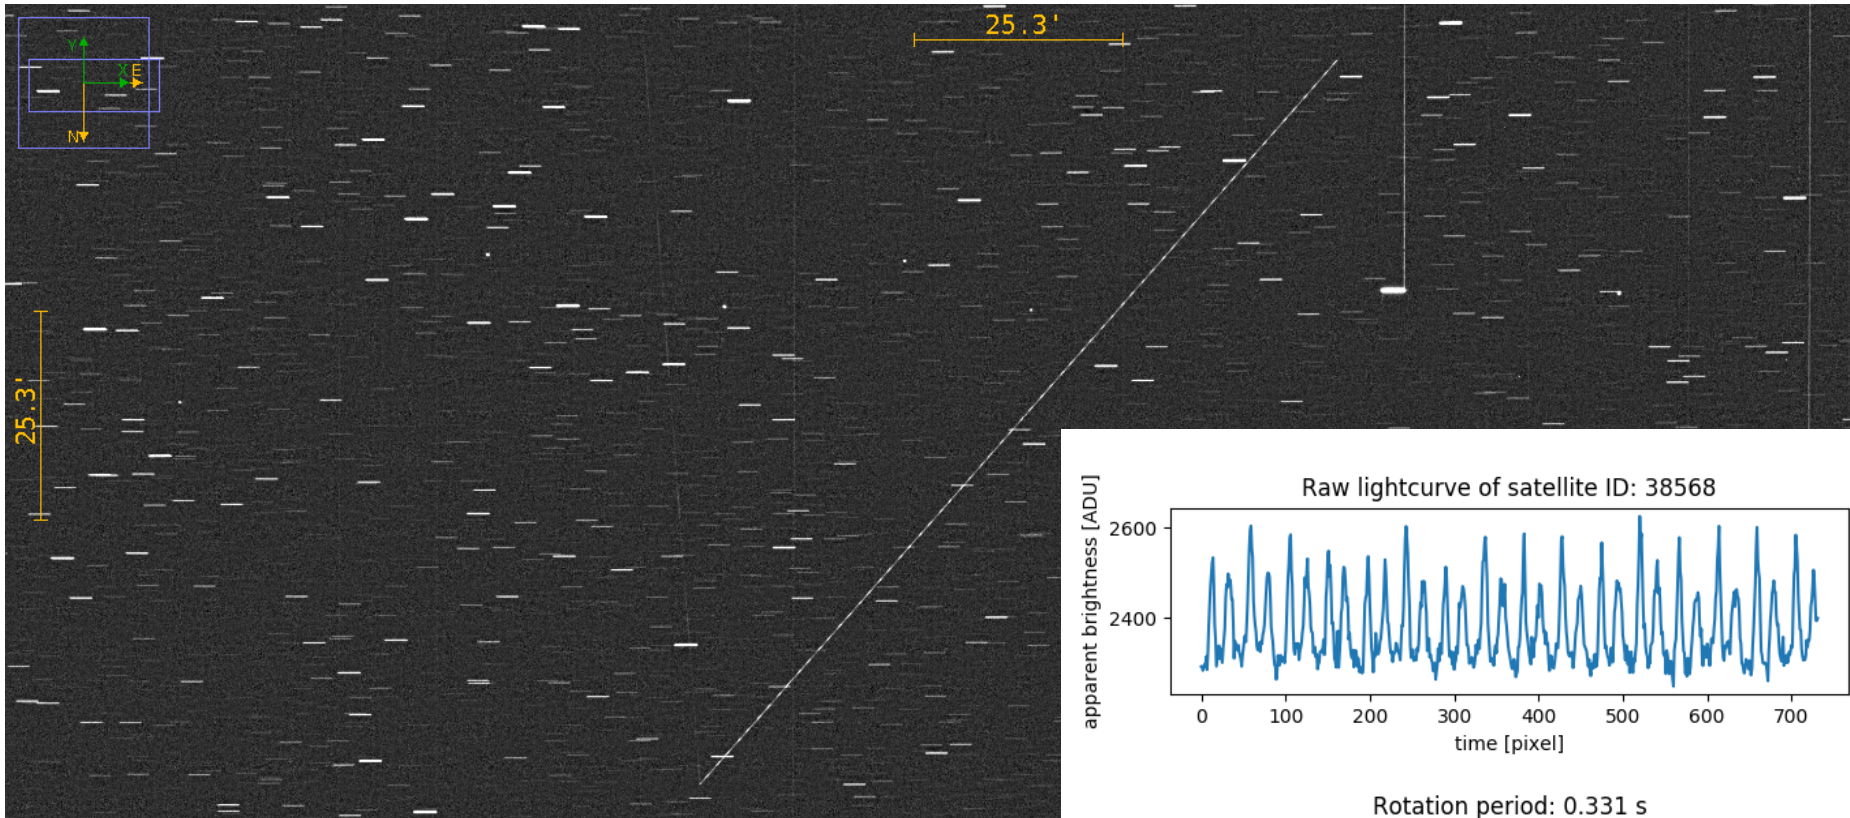 25.3'
Y
X E
N
25.3'
Raw lightcurve of satellite ID: 38568
apparent brightness [ADU]
2600
2400
0 100 200 300 400 500 600 700
time [pixel]
Rotation period: 0.331 s